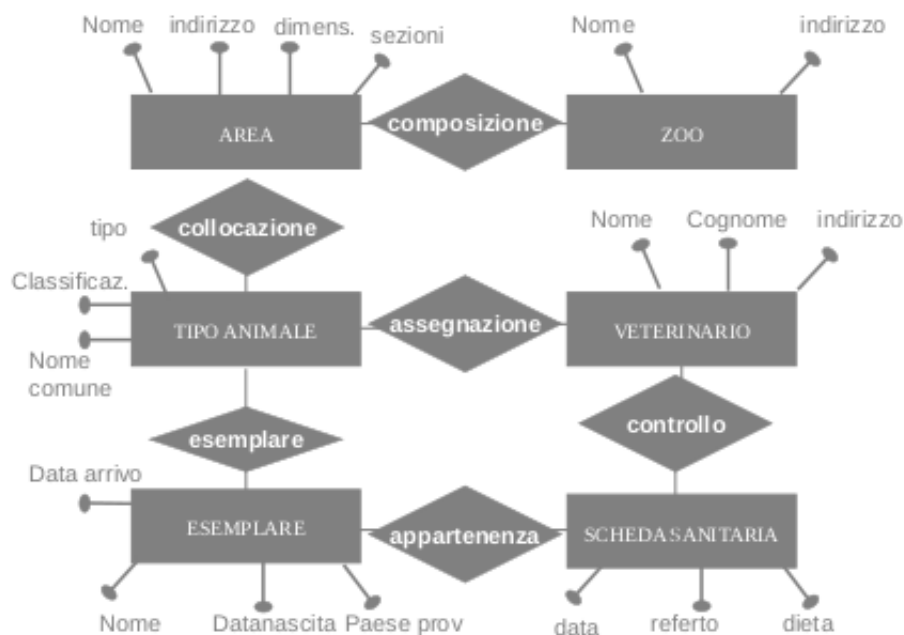 Nome indirizzo dimens. sezioni Nome indirizzo
AREA composizione ZOO
tipo collocazione Nome Cognome indirizzo
Classificaz.
TIPO ANIMALE assegnazione VETERINARIO
Nome
comune
esemplare controllo
Data arrivo
ESEMPLARE appartenenza SCHEDA SANITARIA
Nome Datanascita Paese prov data referto dieta